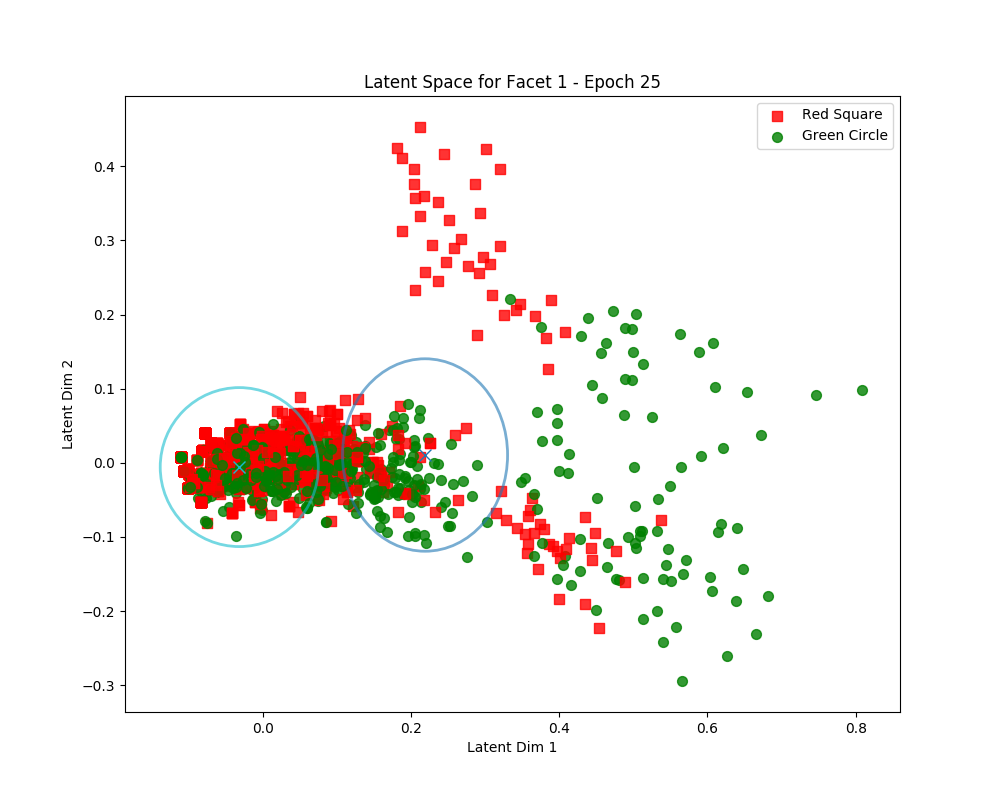 Latent Space for Facet 1 - Epoch 25
Red Square
Green Circle
Latent Dim 2
0.4
0.3
0.2
0.1
0.0
−0.1
−0.2
−0.3
0.0
0.2
0.4
0.6
0.8
Latent Dim 1